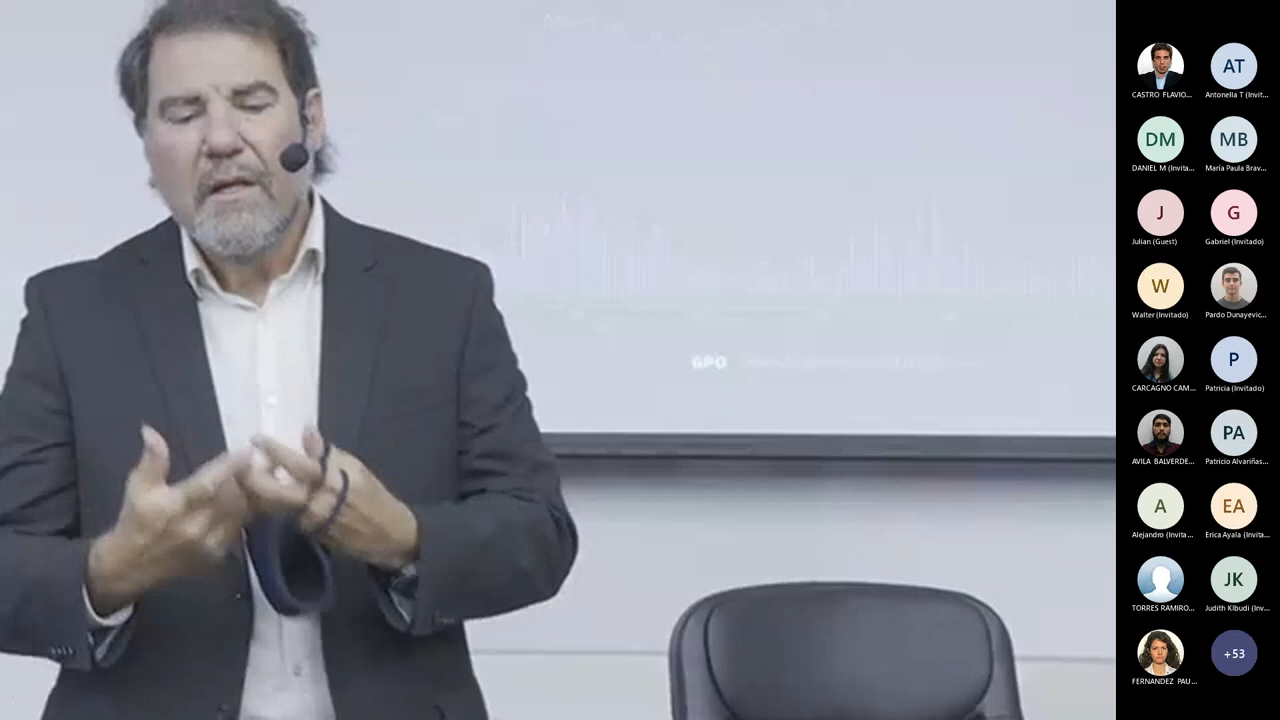 GPO
CASTRO FLAVIO...
AT
Antonella T (Invit...
DM
DANIEL M (Invita...
MB
María Paula Brav...
J
Julian (Guest)
G
Gabriel (Invitado)
W
Walter (Invitado)
Pardo Dunayevic...
CARCAGNO CAM...
P
Patricia (Invitado)
AVILA BALVERDE...
PA
Patricio Alvariñas...
A
Alejandro (Invita...
EA
Erica Ayala (Invita...
TORRES RAMIRO...
JK
Judith Klbudi (Inv...
FERNANDEZ PAU...
+53